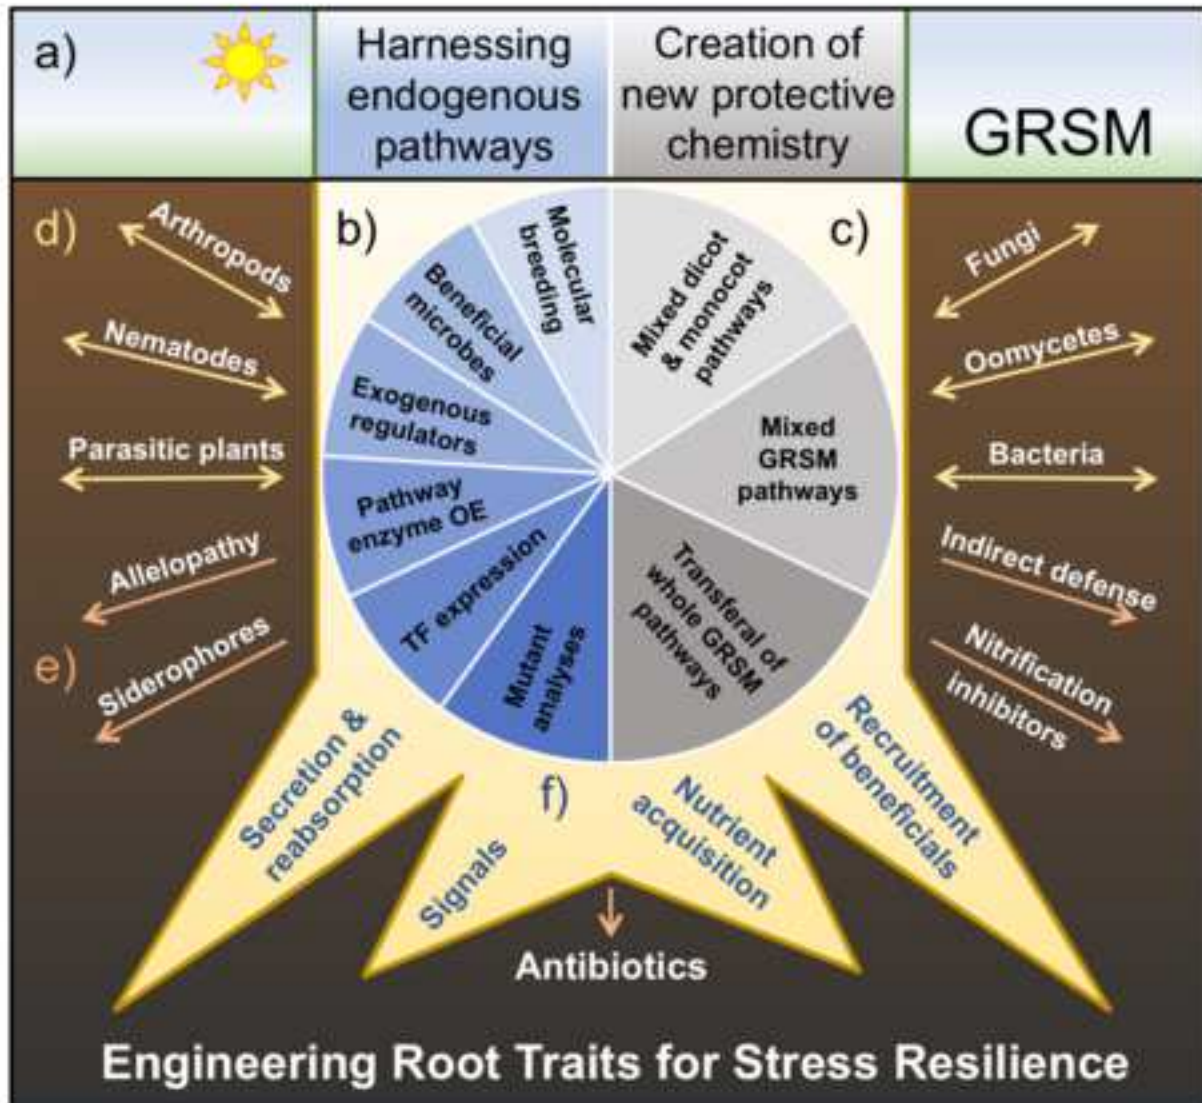 a)
Harnessing
endogenous
pathways
Creation of
new protective
chemistry
GRSM
d)
Arthropods
Nematodes
Parasitic plants
Allelopathy
e)
Siderophores
b)
Molecular
breeding
Beneficial
microbes
Exogenous
regulators
Pathway
enzyme OE
TF expression
Mutant
analyses
c)
Mixed dicot
& monocot
pathways
Mixed
GRSM
pathways
Transferal of
whole GRSM
pathways
Fungi
Oomycetes
Bacteria
Indirect defense
Nitrification
inhibitors
Secretion &
reabsorption
Signals
f)
Nutrient
acquisition
Recruitment
of beneficials
Antibiotics
Engineering Root Traits for Stress Resilience